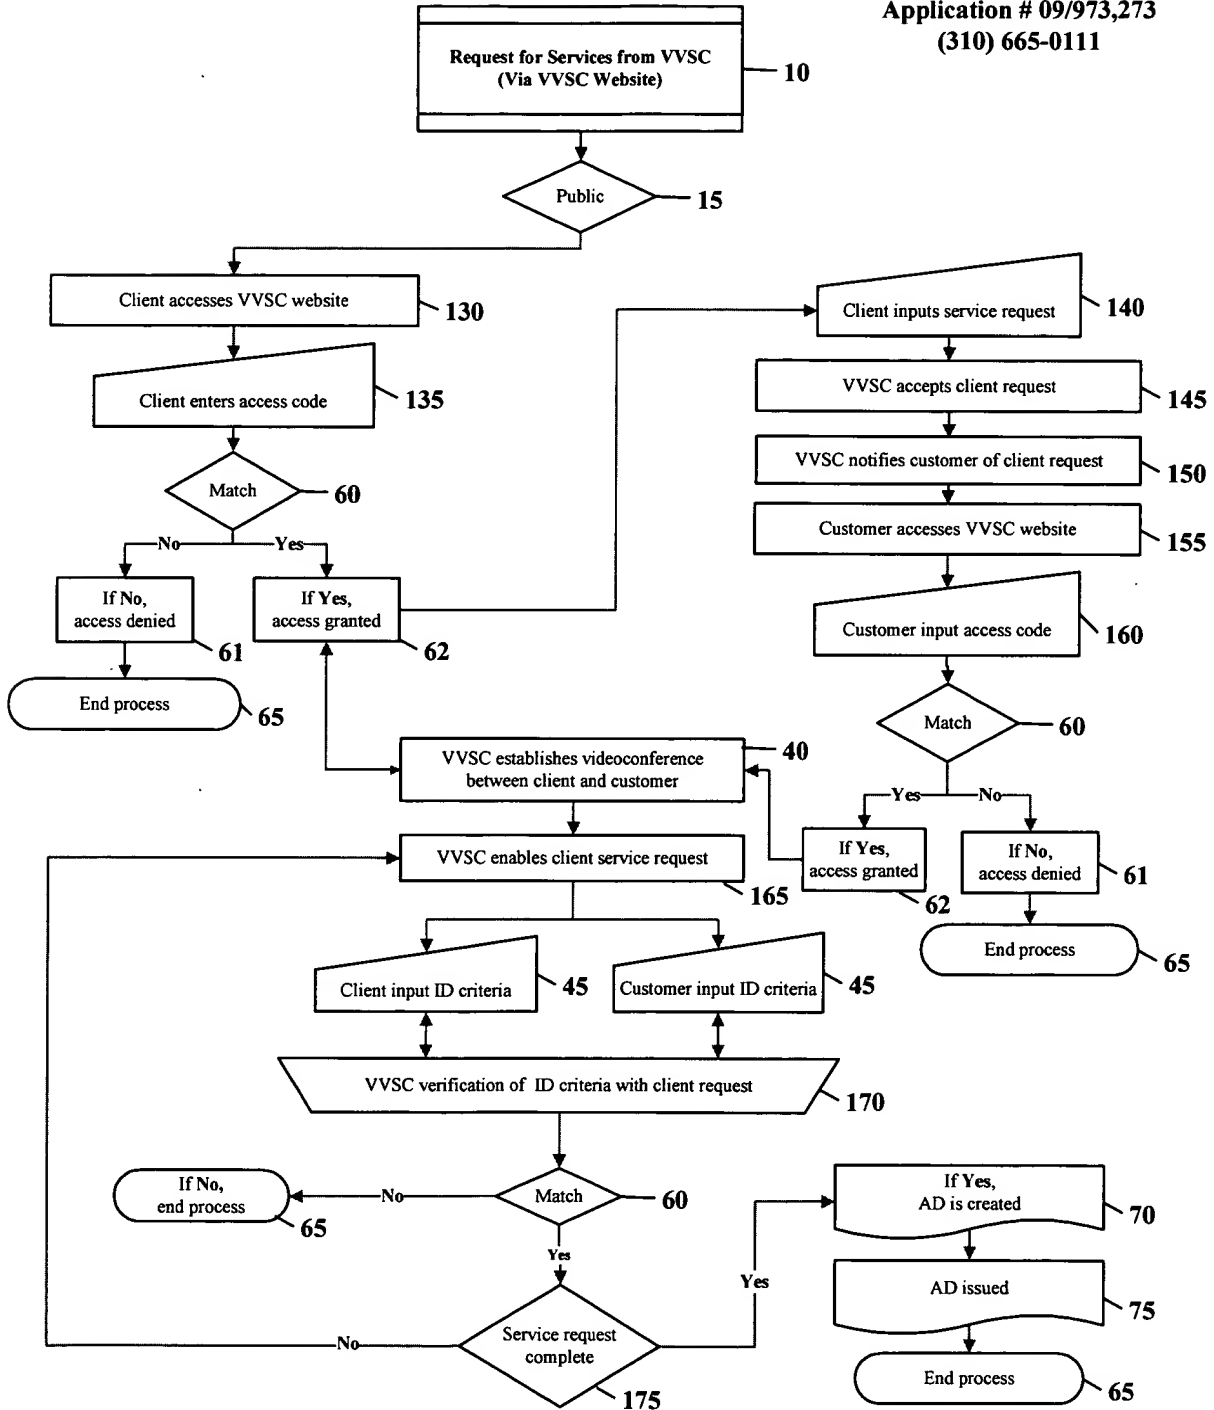 Application # 09/973,273
(310) 665-0111
Request for Services from VVSC
(Via VVSC Website)
10
Public
15
Client accesses VVSC website
130
Client enters access code
135
Match
60
No
Yes
If No,
access denied
61
If Yes,
access granted
62
End process
65
Client inputs service request
140
VVSC accepts client request
145
VVSC notifies customer of client request
150
Customer accesses VVSC website
155
Customer input access code
160
Match
60
Yes
No
If Yes,
access granted
62
If No,
access denied
61
End process
65
VVSC establishes videoconference
between client and customer
40
VVSC enables client service request
165
Client input ID criteria
45
Customer input ID criteria
45
VVSC verification of ID criteria with client request
170
Match
60
No
If No,
end process
65
Yes
Service request
complete
175
No
Yes
If Yes,
AD is created
70
AD issued
75
End process
65